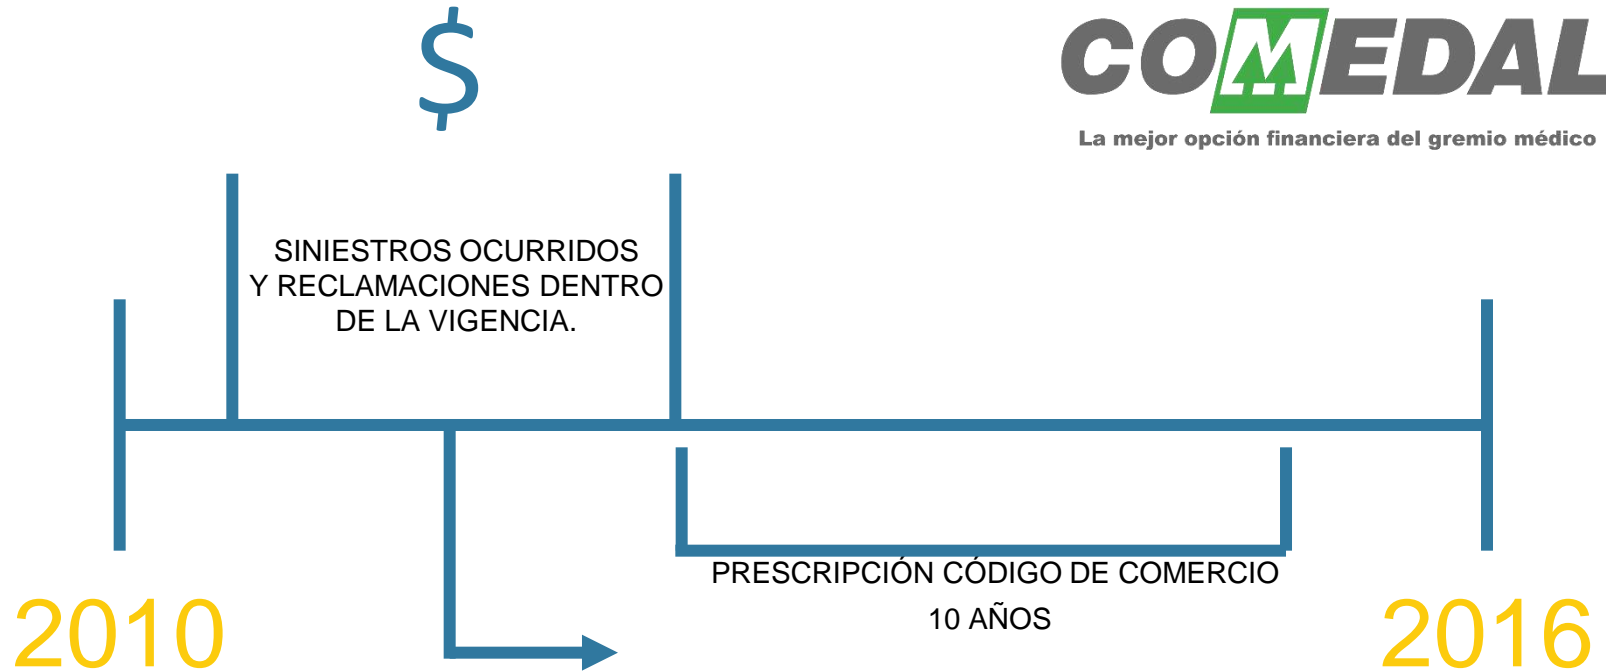 $
COMEDAL
La mejor opción financiera del gremio médico
SINIESTROS OCURRIDOS
Y RECLAMACIONES DENTRO
DE LA VIGENCIA.
PRESCRIPCIÓN CÓDIGO DE COMERCIO
10 AÑOS
2010
2016